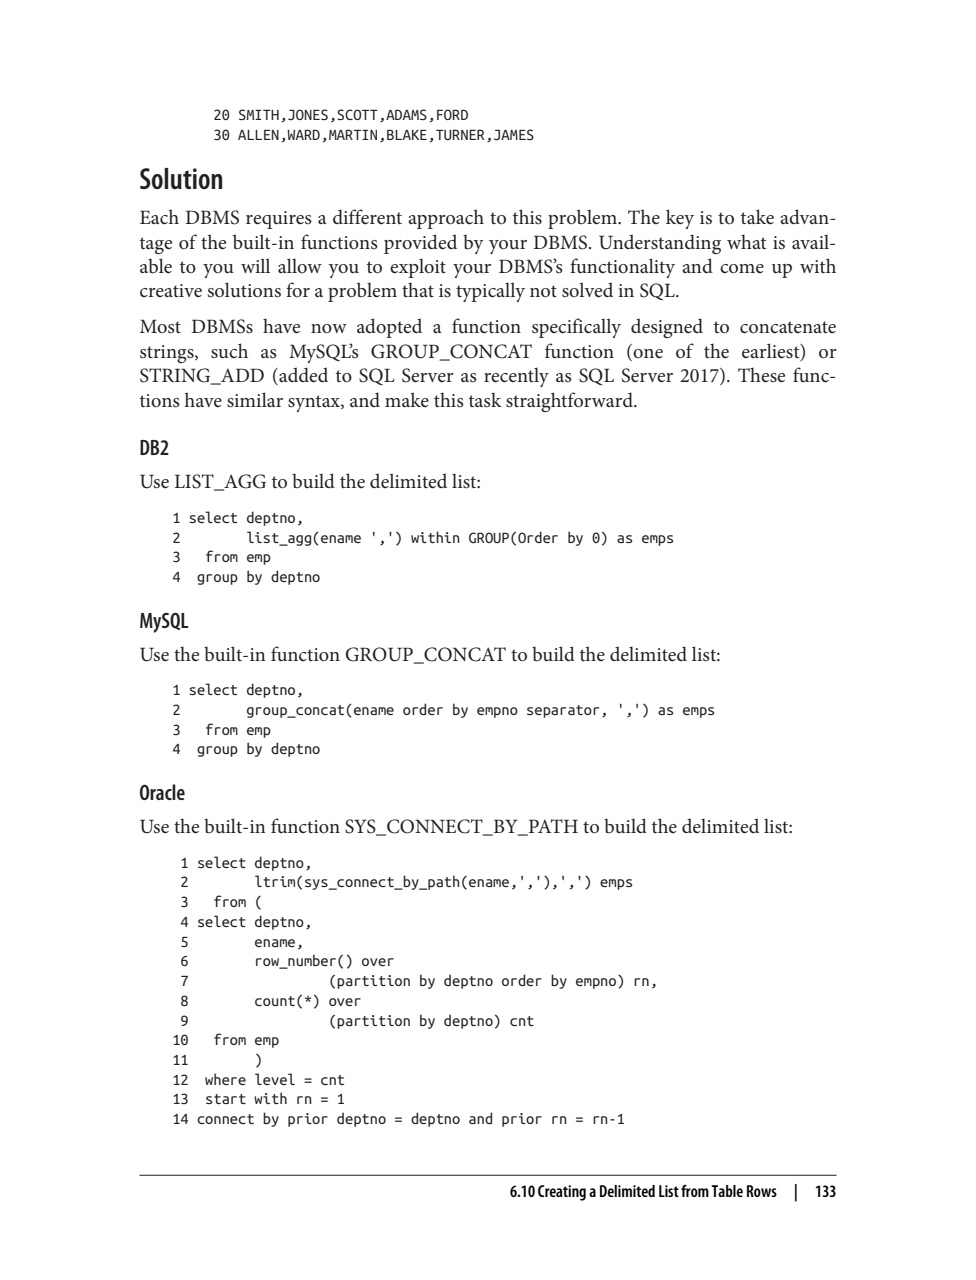 20 SMITH,JONES,SCOTT,ADAMS,FORD
30 ALLEN,WARD,MARTIN,BLAKE,TURNER,JAMES
Solution
Each DBMS requires a different approach to this problem. The key is to take advan-
tage of the built-in functions provided by your DBMS. Understanding what is avail-
able to you will allow you to exploit your DBMS’s functionality and come up with
creative solutions for a problem that is typically not solved in SQL.
Most DBMSs have now adopted a function specifically designed to concatenate
strings, such as MySQL’s GROUP_CONCAT function (one of the earliest) or
STRING_ADD (added to SQL Server as recently as SQL Server 2017). These func-
tions have similar syntax, and make this task straightforward.
DB2
Use LIST_AGG to build the delimited list:
1 select deptno,
2        list_agg(ename ',') within GROUP(Order by 0) as emps
3   from emp
4  group by deptno
MySQL
Use the built-in function GROUP_CONCAT to build the delimited list:
1 select deptno,
2        group_concat(ename order by empno separator, ',') as emps
3   from emp
4  group by deptno
Oracle
Use the built-in function SYS_CONNECT_BY_PATH to build the delimited list:
1 select deptno,
2        ltrim(sys_connect_by_path(ename,','),',') emps
3   from (
4 select deptno,
5        ename,
6        row_number() over
7                 (partition by deptno order by empno) rn,
8        count(*) over
9                 (partition by deptno) cnt
10   from emp
11        )
12  where level = cnt
13  start with rn = 1
14 connect by prior deptno = deptno and prior rn = rn-1
6.10 Creating a Delimited List from Table Rows | 133